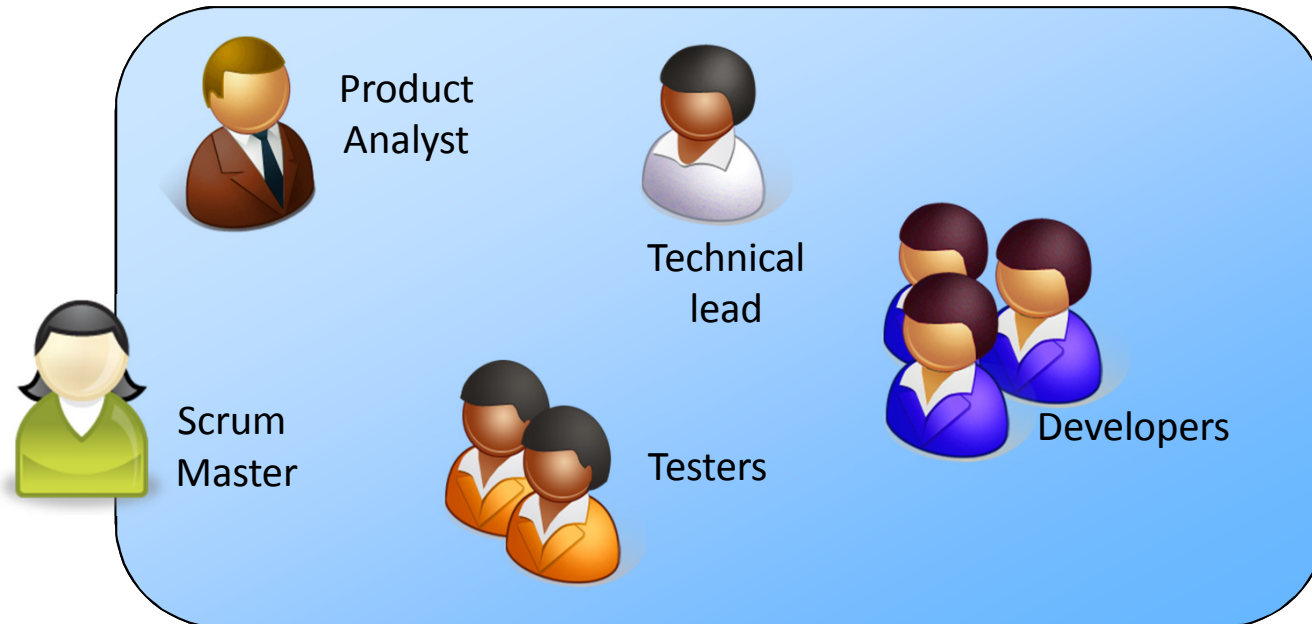 Product
Analyst
Technical
lead
Scrum
Master
Testers
Developers